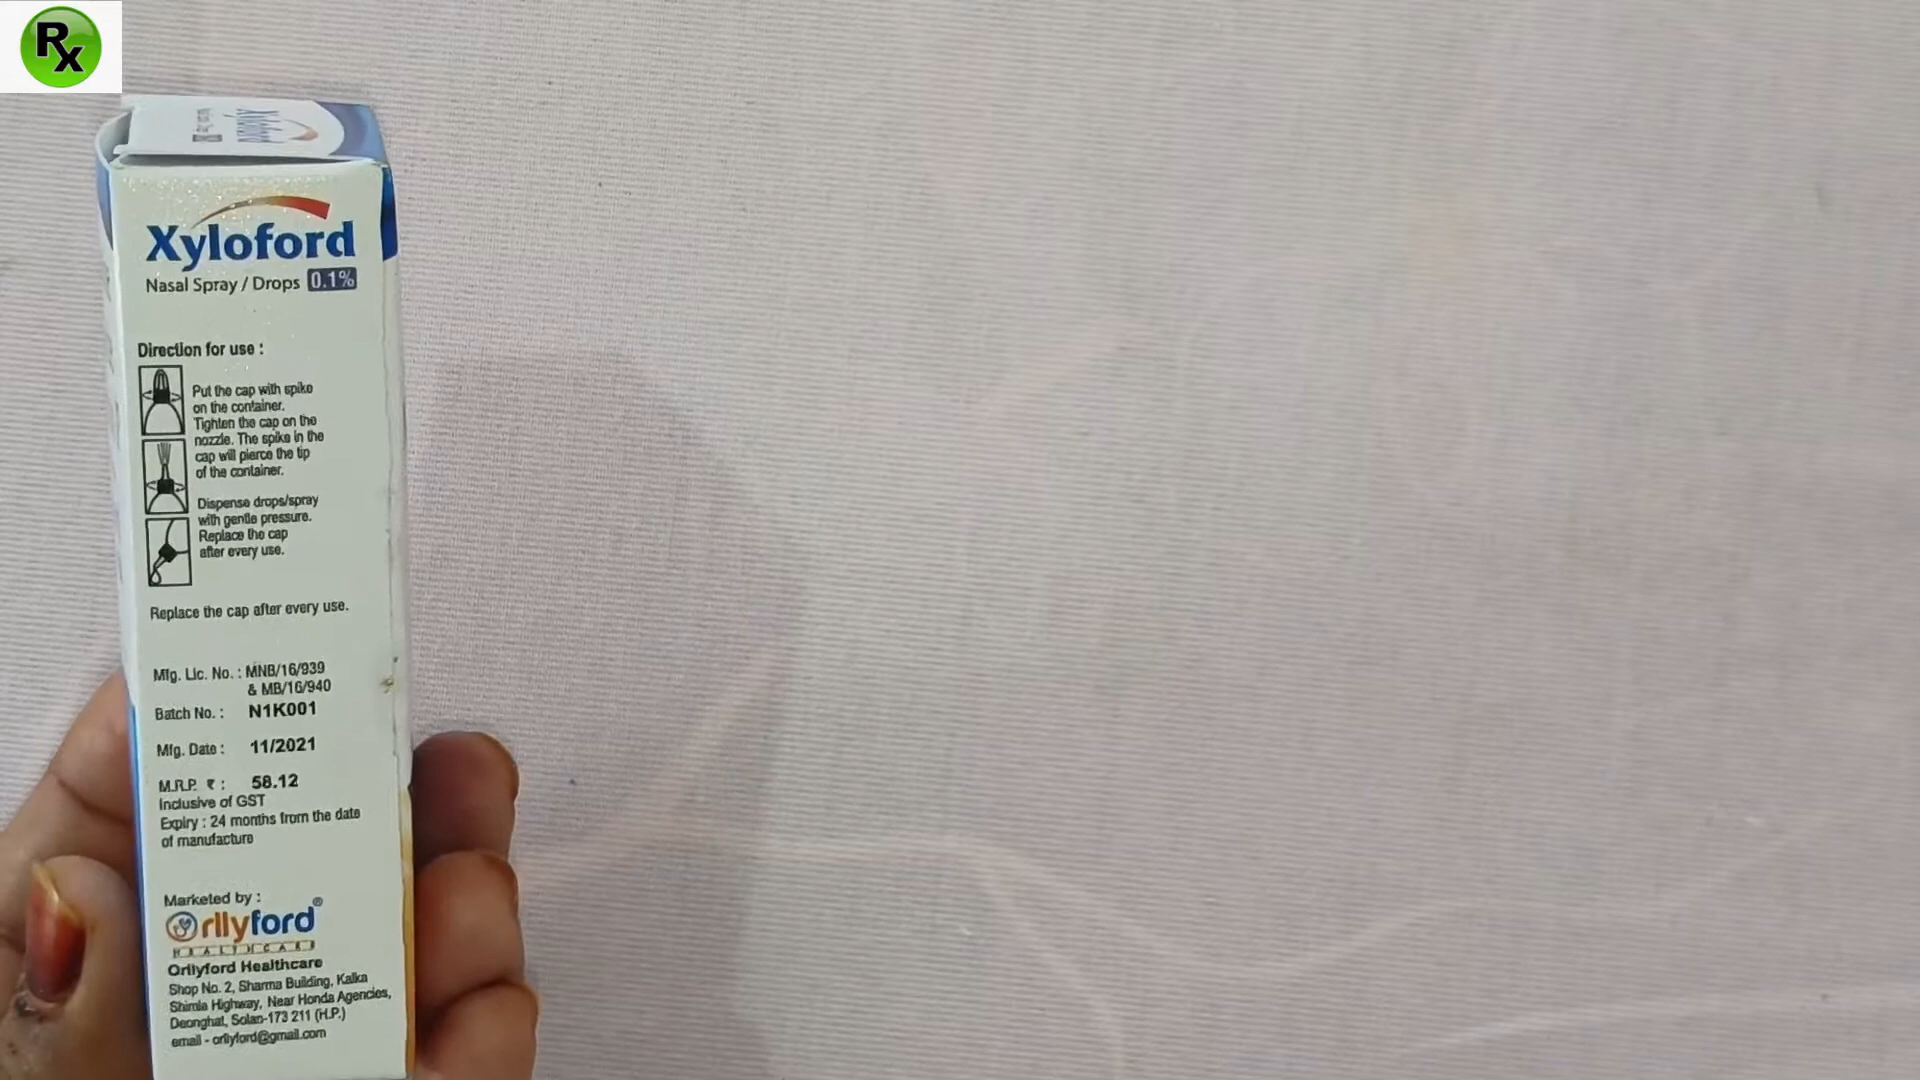 Rx
Xyloford
Xyloford
Nasal Spray / Drops 0.1%
Direction for use :
Put the cap with spike
on the container.
Tighten the cap on the
nozzle. The spike in the
cap will pierce the tip
of the container.
Dispense drops/spray
with gentle pressure.
Replace the cap
after every use.
Replace the cap after every use.
Mfg. Lic. No. : MNB/16/939
& MB/16/940
Batch No. : N1K001
Mfg. Date : 11/2021
M.R.P. ₹ : 58.12
Inclusive of GST
Expiry : 24 months from the date
of manufacture
Marketed by :
Orllyford®
HEALTHCARE
Orllyford Healthcare
Shop No. 2, Sharma Building, Kalka
Shimla Highway, Near Honda Agencies,
Deonghat, Solan-173 211 (H.P.)
email - orllyford@gmail.com